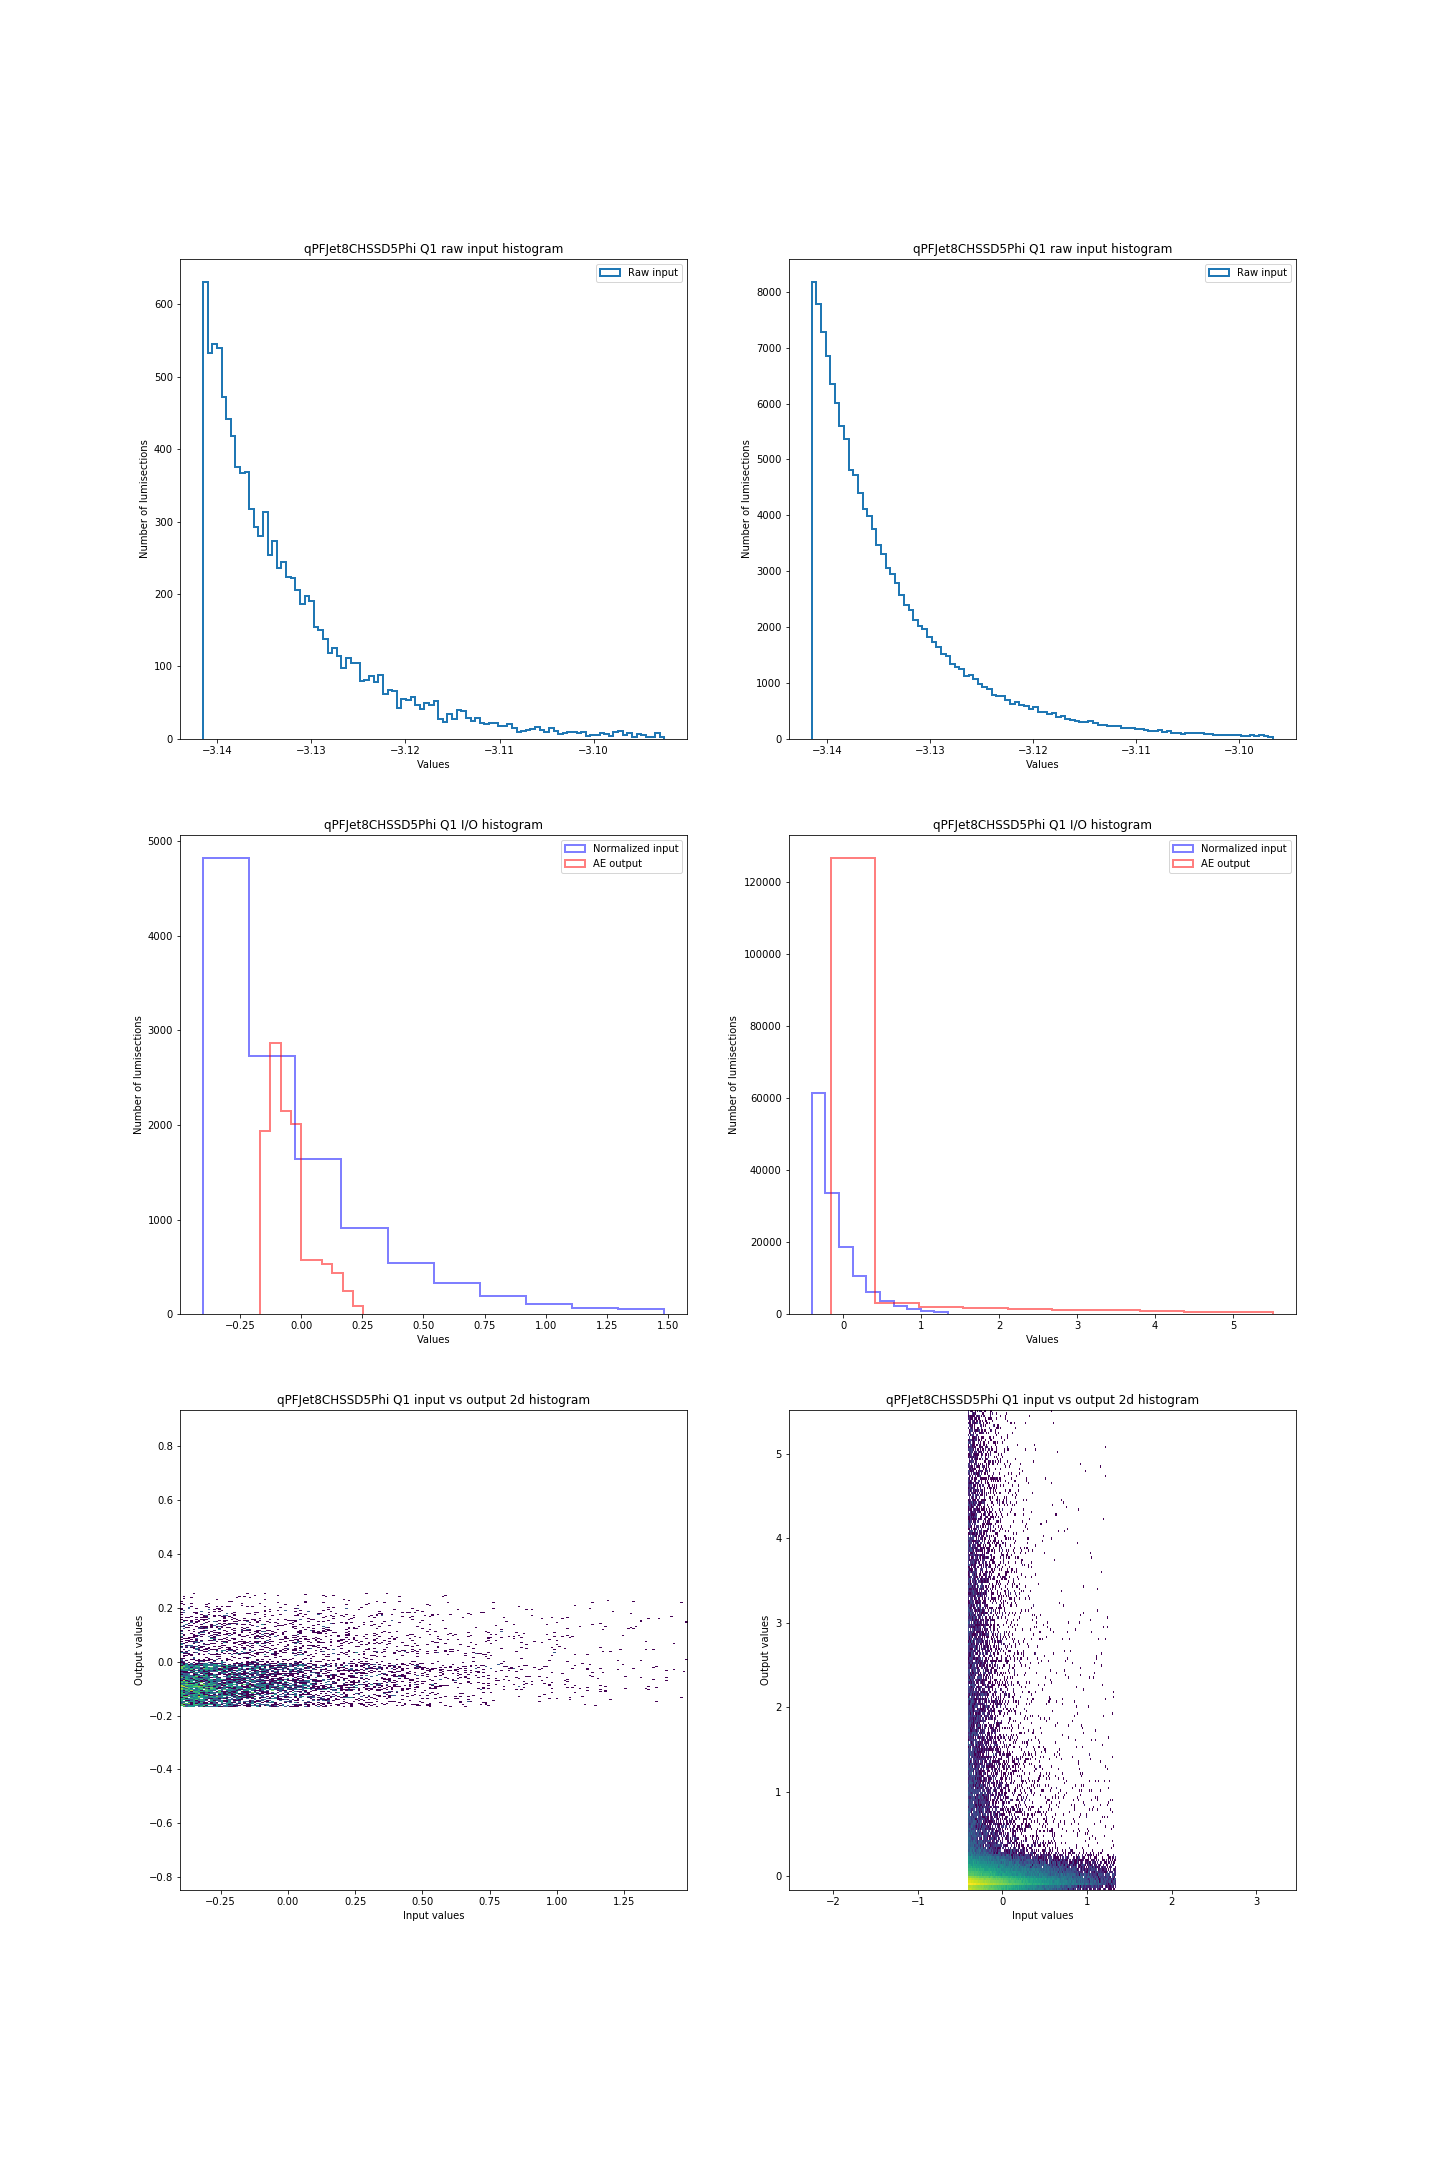 qPFJet8CHSSD5Phi Q1 raw input histogram
Raw input
600
500
400
300
200
100
0
Number of lumisections
−3.14 −3.13 −3.12 −3.11 −3.10
Values
qPFJet8CHSSD5Phi Q1 raw input histogram
Raw input
8000
7000
6000
5000
4000
3000
2000
1000
0
Number of lumisections
−3.14 −3.13 −3.12 −3.11 −3.10
Values
qPFJet8CHSSD5Phi Q1 I/O histogram
Normalized input
AE output
5000
4000
3000
2000
1000
0
Number of lumisections
−0.25 0.00 0.25 0.50 0.75 1.00 1.25 1.50
Values
qPFJet8CHSSD5Phi Q1 I/O histogram
Normalized input
AE output
120000
100000
80000
60000
40000
20000
0
Number of lumisections
0 1 2 3 4 5
Values
qPFJet8CHSSD5Phi Q1 input vs output 2d histogram
0.8
0.6
0.4
0.2
0.0
−0.2
−0.4
−0.6
−0.8
Output values
−0.25 0.00 0.25 0.50 0.75 1.00 1.25
Input values
qPFJet8CHSSD5Phi Q1 input vs output 2d histogram
5
4
3
2
1
0
Output values
−2 −1 0 1 2 3
Input values